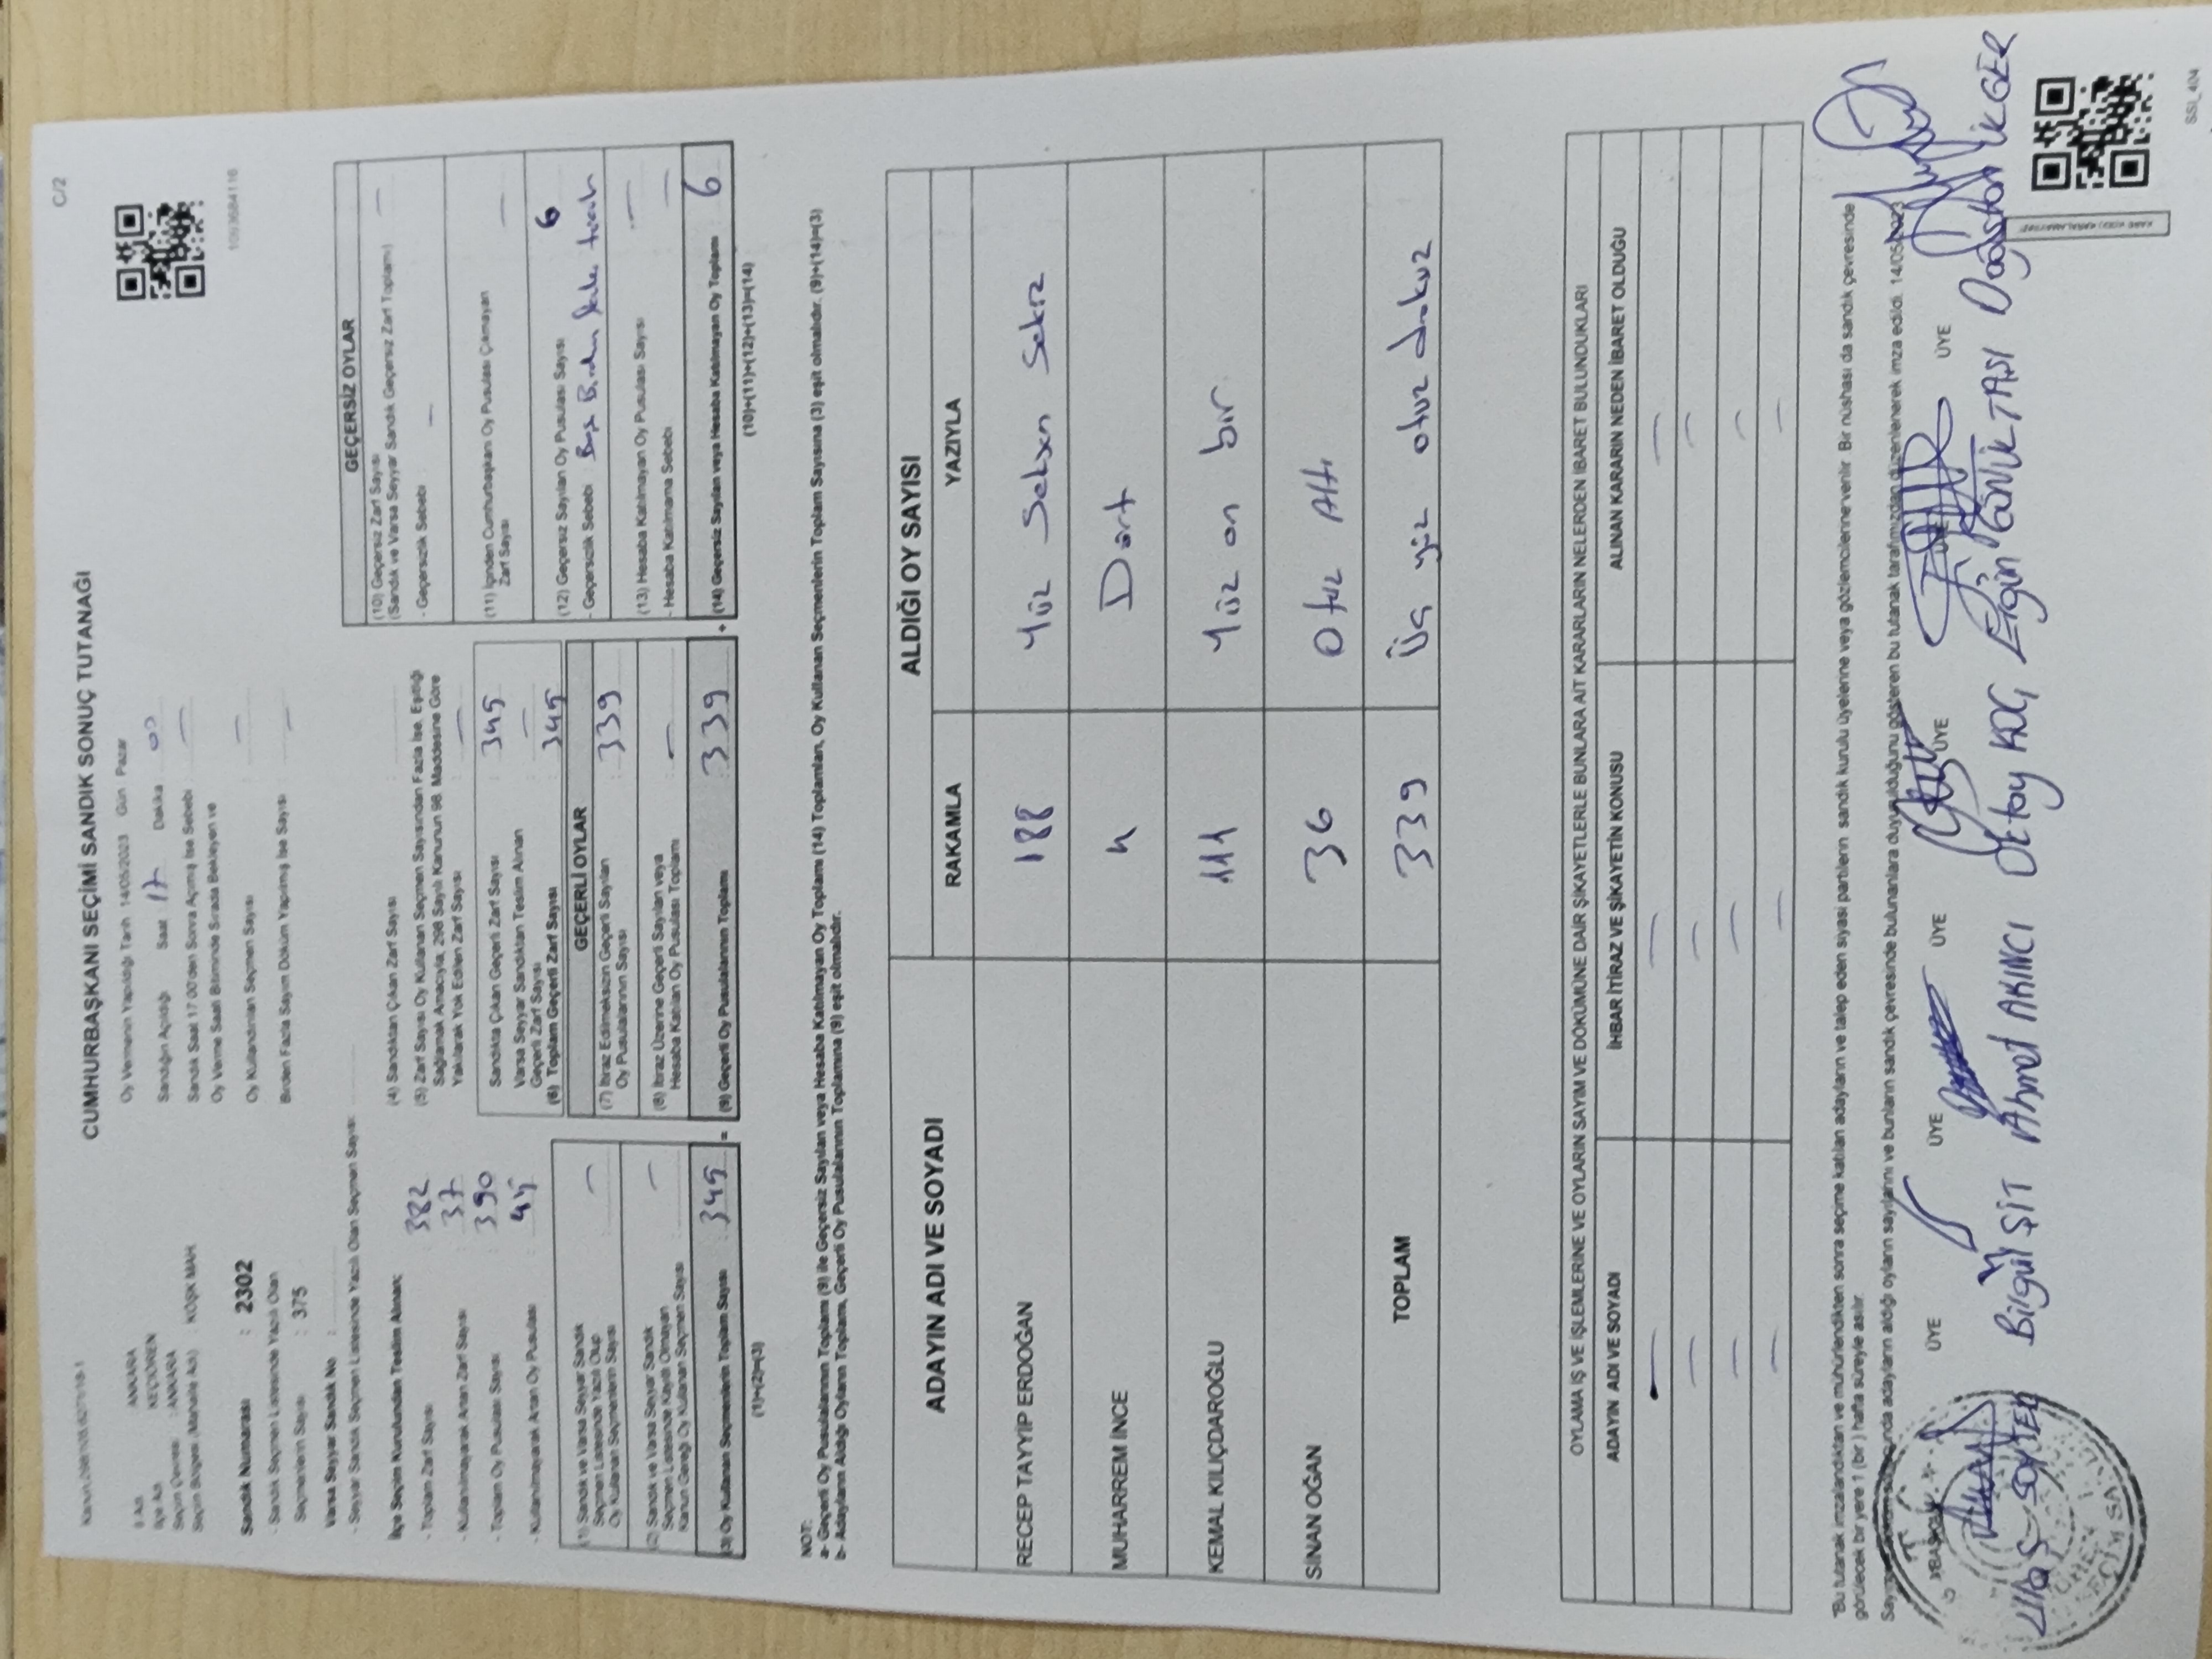 C/2
CUMHURBAŞKANI SEÇİMİ SANDIK SONUÇ TUTANAĞI
İl Adı : ANKARA
İlçe Adı : KEÇİÖREN
Seçim Çevresi : ANKARA
Seçim Bölgesi (Mahalle Adı) : KÖŞK MAH.
Sandık Numarası : 2302
- Sandık Seçmen Listesinde Yazılı Olan
Seçmenlerin Sayısı : 375
Varsa Seyyar Sandık No :
- Seyyar Sandık Seçmen Listesinde Yazılı Olan Seçmen Sayısı:
Oy Vermenin Yapıldığı Tarih 14/05/2023 Gün : Pazar
Sandığın Açıldığı Saat 17 Dakika 00
Sandık Saat 17:00'den Sonra Açımış İse Sebebi : —
Oy Verme Saati Bitiminde Sırada Bekleyen ve
Oy Kullandırılan Seçmen Sayısı —
Birden Fazla Sayım Döküm Yapılmış İse Sayısı —
1093684116
İlçe Seçim Kurulundan Teslim Alınan;
- Toplam Zarf Sayısı 382
- Kullanılmayarak Artan Zarf Sayısı 37
- Toplam Oy Pusulası Sayısı 390
- Kullanılmayarak Artan Oy Pusulası 45
(1) Sandık ve Varsa Seyyar Sandık
Seçmen Listesinde Yazılı Olup
Oy Kullanan Seçmenlerin Sayısı —
(2) Sandık ve Varsa Seyyar Sandık
Seçmen Listesinde Kayıtlı Olmayan
Kanun Gereği Oy Kullanan Seçmen Sayısı —
(3) Oy Kullanan Seçmenlerin Toplam Sayısı 345 =
(1)+(2)=(3)
(4) Sandıktan Çıkan Zarf Sayısı
(5) Zarf Sayısı Oy Kullanan Seçmen Sayısından Fazla İse, Eşitliği
Sağlamak Amacıyla; 298 Sayılı Kanunun 98. Maddesine Göre
Yakılarak Yok Edilen Zarf Sayısı —
Sandıkta Çıkan Geçerli Zarf Sayısı 345
Varsa Seyyar Sandıktan Teslim Alınan
Geçerli Zarf Sayısı —
(6) Toplam Geçerli Zarf Sayısı 345
GEÇERLİ OYLAR
(7) İtiraz Edilmeksizin Geçerli Sayılan
Oy Pusulalarının Sayısı 339
(8) İtiraz Üzerine Geçerli Sayılan veya
Hesaba Katılan Oy Pusulası Toplamı —
(9) Geçerli Oy Pusulalarının Toplamı 339 +
GEÇERSİZ OYLAR
(10) Geçersiz Zarf Sayısı —
(Sandık ve Varsa Seyyar Sandık Geçersiz Zarf Toplamı)
- Geçersizlik Sebebi : —
(11) İçinden Cumhurbaşkanı Oy Pusulası Çıkmayan
Zarf Sayısı —
(12) Geçersiz Sayılan Oy Pusulası Sayısı 6
- Geçersizlik Sebebi Boş Birden fazla tercih
(13) Hesaba Katılmayan Oy Pusulası Sayısı —
- Hesaba Katılmama Sebebi —
(14) Geçersiz Sayılan veya Hesaba Katılmayan Oy Toplamı 6
(10)+(11)+(12)+(13)=(14)
NOT:
a- Geçerli Oy Pusulalarının Toplamı (9) ile Geçersiz Sayılan veya Hesaba Katılmayan Oy Toplamı (14) Toplamları, Oy Kullanan Seçmenlerin Toplam Sayısına (3) eşit olmalıdır. (9)+(14)=(3)
b- Adayların Aldığı Oyların Toplamı, Geçerli Oy Pusulalarının Toplamına (9) eşit olmalıdır.
ADAYIN ADI VE SOYADI ALDIĞI OY SAYISI
RAKAMLA YAZIYLA
RECEP TAYYİP ERDOĞAN 188 Yüz Seksen Sekiz
MUHARREM İNCE 4 Dört
KEMAL KILIÇDAROĞLU 111 Yüz on bir
SİNAN OĞAN 36 Otuz Altı
TOPLAM 339 Üç yüz otuz dokuz
OYLAMA İŞ VE İŞLEMLERİNE VE OYLARIN SAYIM VE DÖKÜMÜNE DAİR ŞİKAYETLERLE BUNLARA AİT KARARLARIN NELERDEN İBARET BULUNDUKLARI
ADAYIN ADI VE SOYADI İHBAR İTİRAZ VE ŞİKAYETİN KONUSU ALINAN KARARIN NEDEN İBARET OLDUĞU
— — —
— — —
— — —
— — —
"Bu tutanak imzalandıktan ve mühürlendikten sonra seçime katılan adayların ve talep eden siyasi partilerin sandık kurulu üyelerine veya gözlemcilerine verilir. Bir nüshası da sandık çevresinde
görülecek bir yere 1 (bir ) hafta süreyle asılır.
Sayım döküm sonucunda adayların aldığı oyların sayılarını ve bunların sandık çevresinde bulunanlara duyurulduğunu gösteren bu tutanak tarafımızdan düzenlenerek imza edildi. 14/05/2023
BAŞKAN ÜYE ÜYE ÜYE ÜYE ÜYE ÜYE
Bilgül ŞİT Ahmet AKINCI Oktay KOÇ Ergün GÖNÜLTAŞI Dağıstan ÜLGER
SEÇİM SA
SSI_404